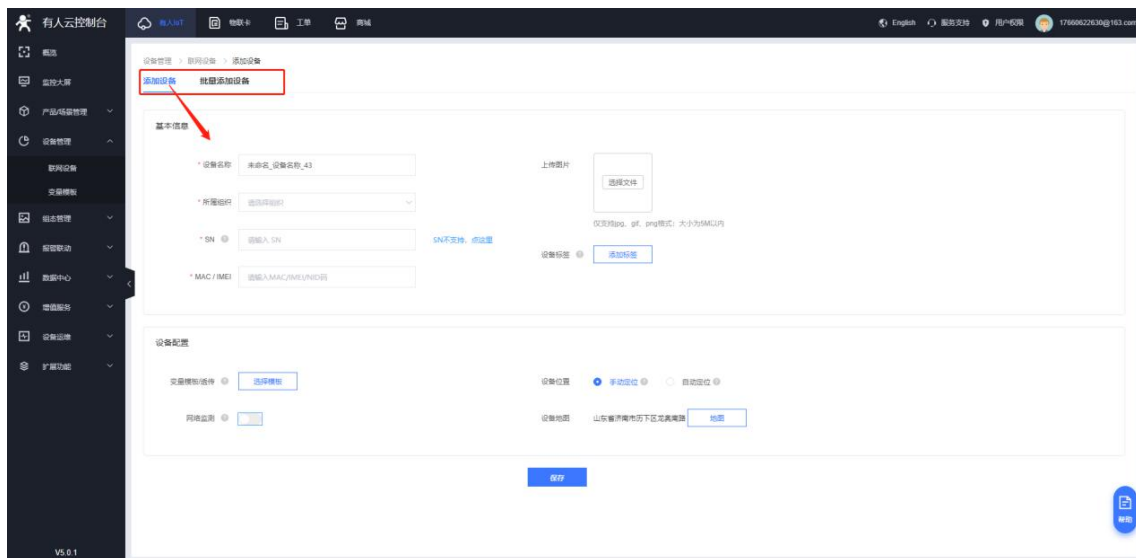 有人云控制台
有人IoT
物联卡
工单
商城
English
服务支持
用户权限
17660622630@163.com
概览
监控大屏
产品/场景管理
设备管理
联网设备
变量模板
组态管理
报警联动
数据中心
增值服务
设备运维
扩展功能
V5.0.1
设备管理 > 联网设备 > 添加设备
添加设备 批量添加设备
基本信息
* 设备名称 未命名_设备名称_43
* 所属组织 请选择组织
* SN 请输入 SN SN不支持，点这里
* MAC / IMEI 请输入MAC/IMEI/NID码
上传图片 选择文件
仅支持jpg、gif、png格式；大小为5M以内
设备标签 添加标签
设备配置
变量模板/透传 选择模板
设备位置 手动定位 自动定位
网络监测
设备地图 山东省济南市历下区龙奥南路 地图
保存
帮助